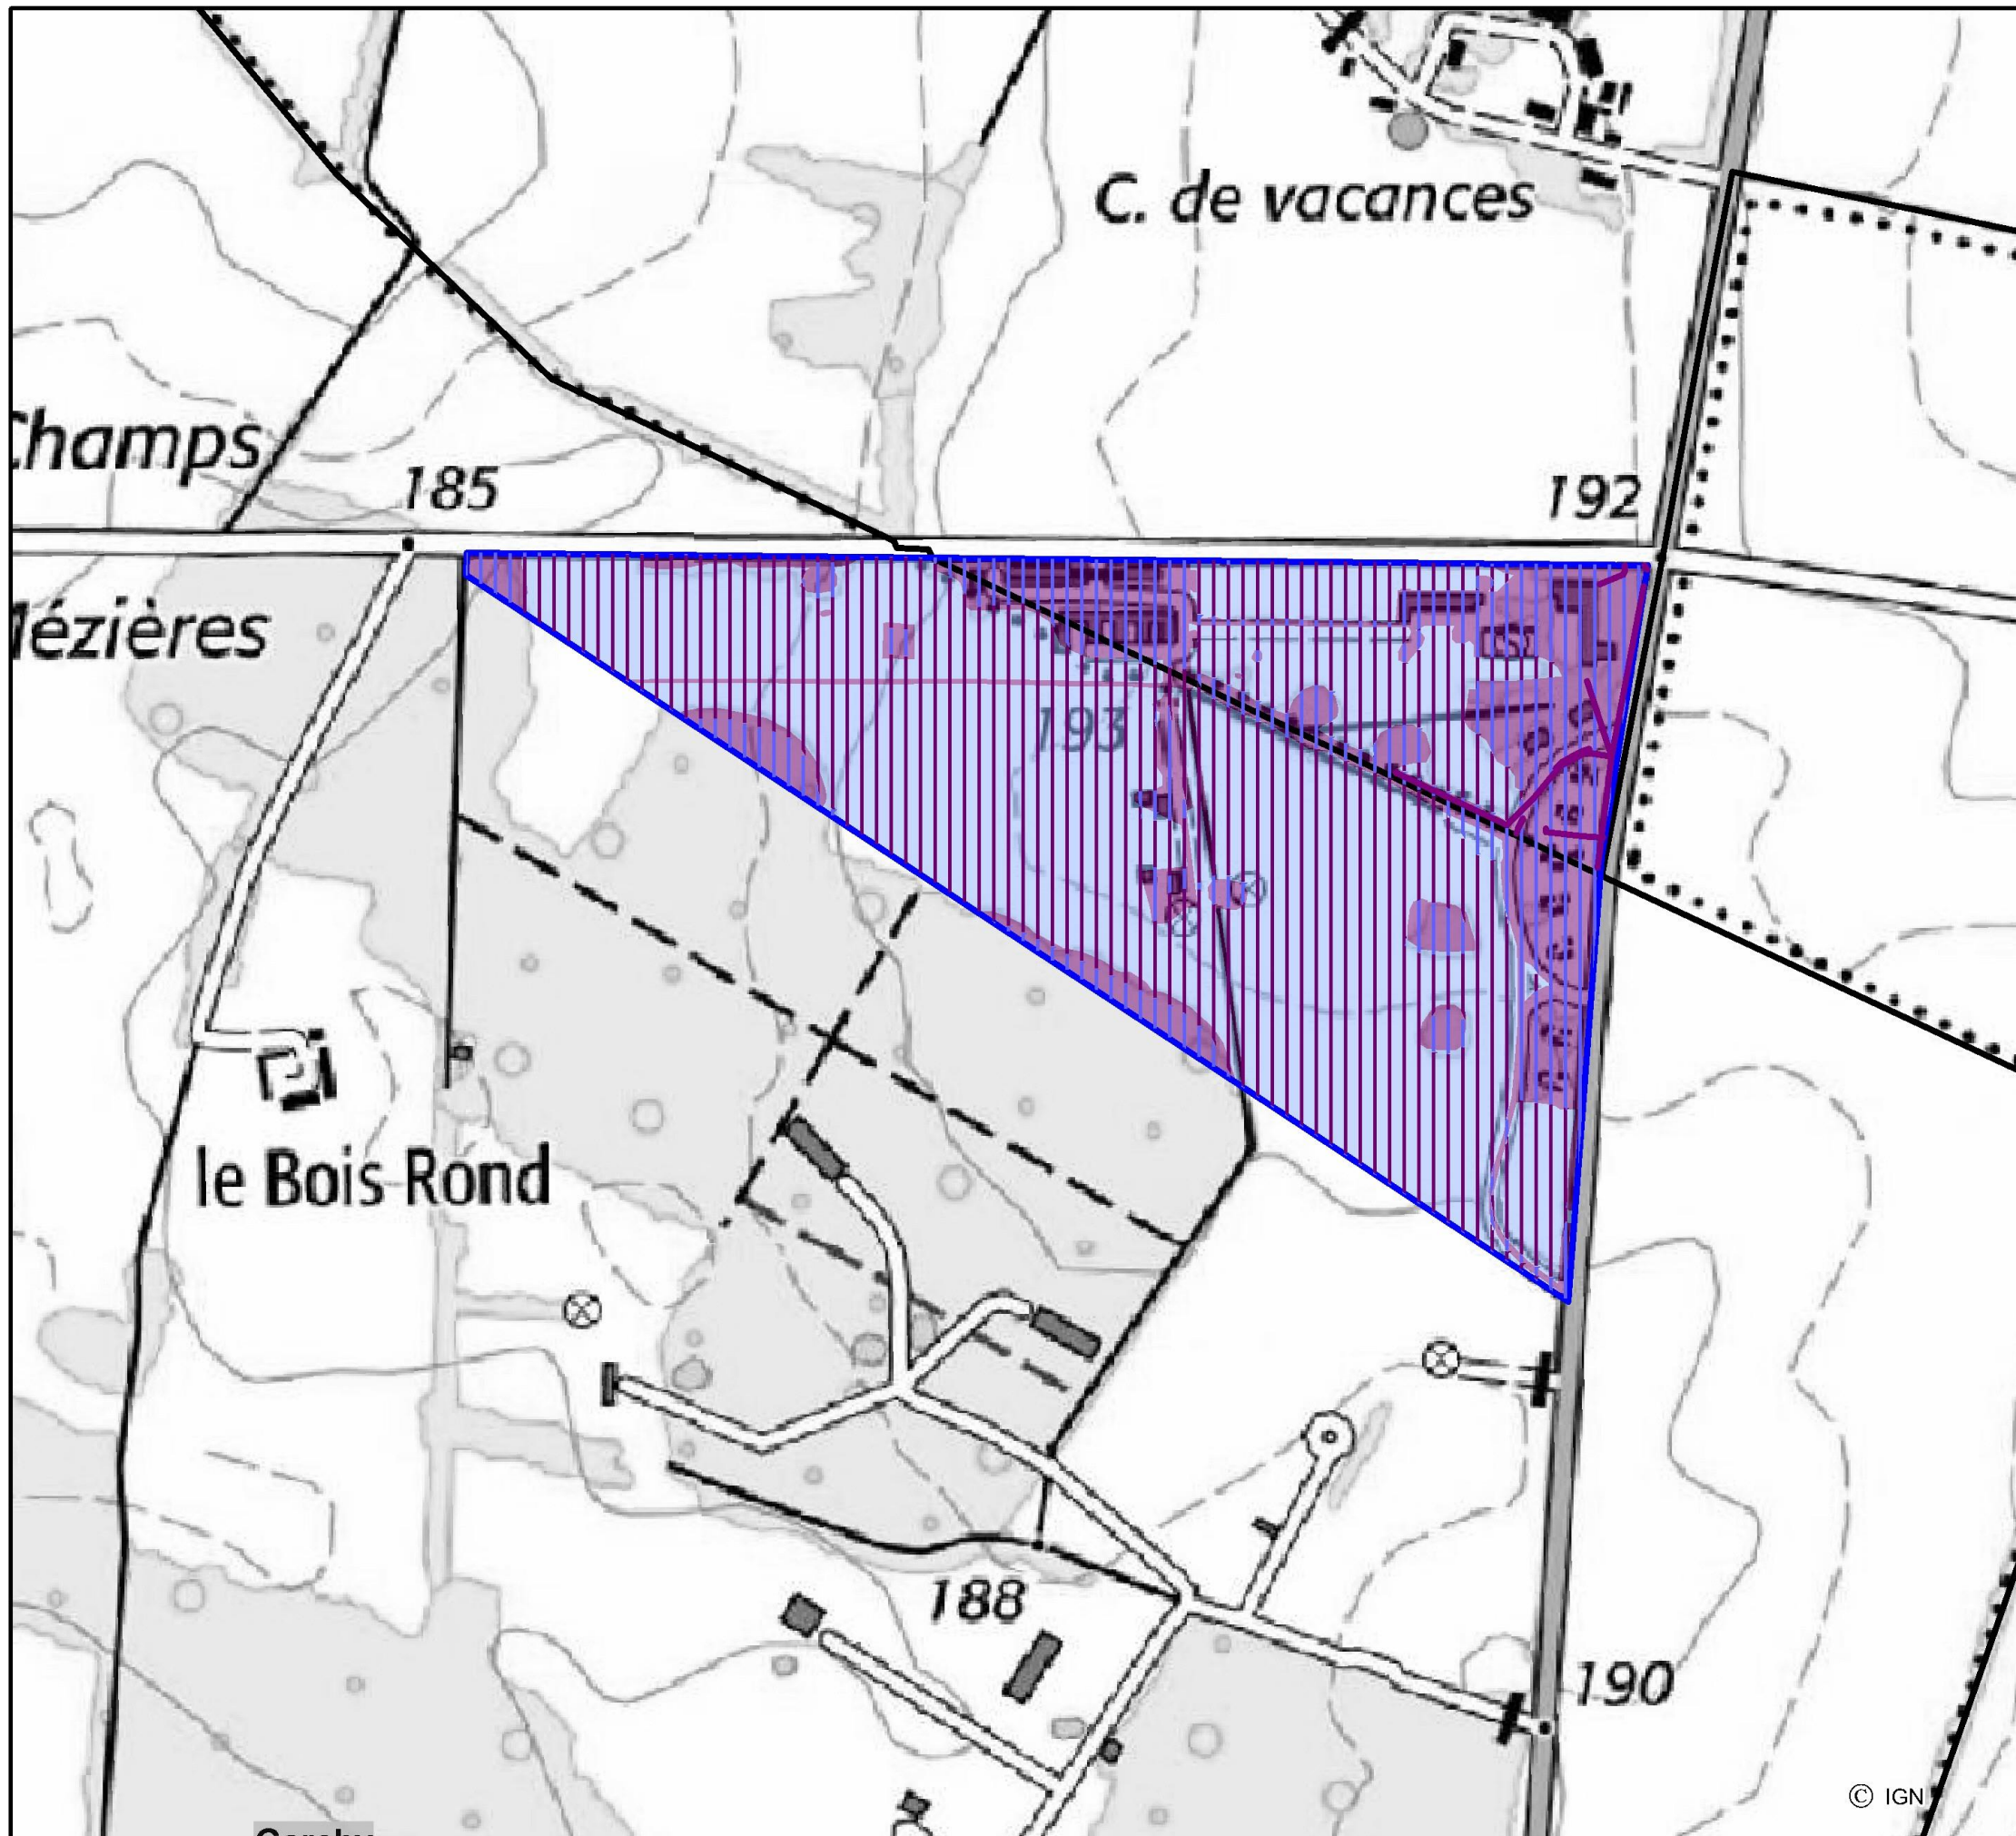 C. de vacances
Champs
185
192
Mézières
193
le Bois Rond
188
190
© IGN